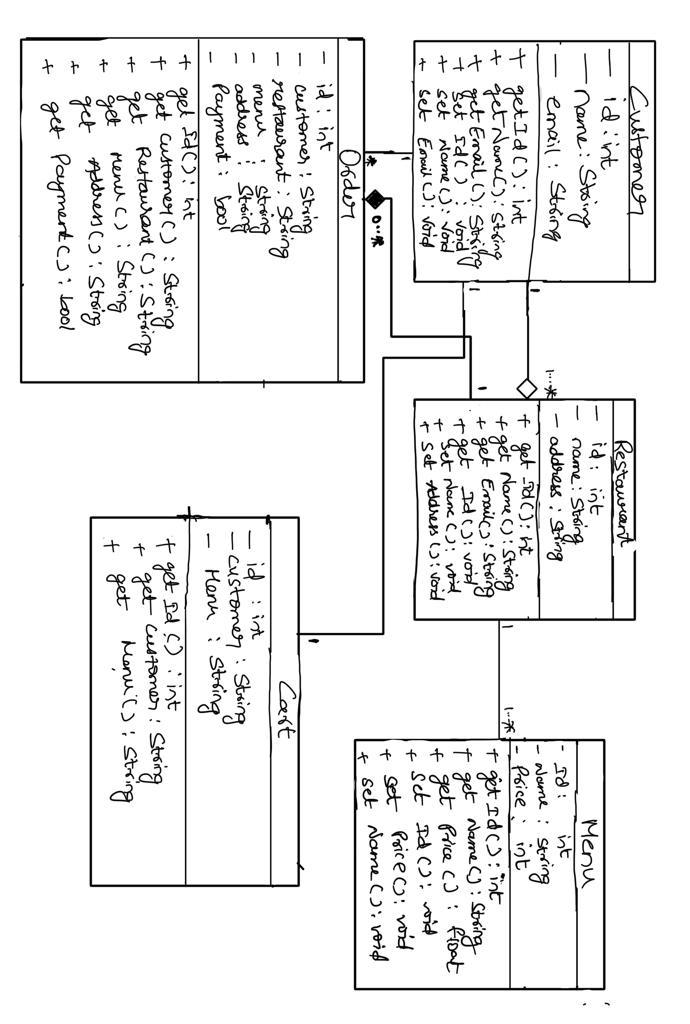 Customer
— id : int
— name : String
— email : String
+ getId() : int
+ getName() : String
+ getEmail() : String
+ set Id() : void
+ set Name() : void
+ set Email() : void
Restaurant
- id : int
- name : String
- address : String
+ get Id() : int
+ get Name() : String
+ get Email() : String
+ get Id() : void
+ set Name() : void
+ set Address() : void
Menu
- Id : int
- Name : String
- Price : int
+ get Id() : int
+ get Name() : String
+ get Price() : float
+ set Id() : void
+ set Price() : void
+ set Name() : void
1
1...*
1
1..*
1
1
1
*
0...*
1
Order
- id : int
- customer : String
- restaurant : String
- menu : String
- address : String
- Payment : bool
+ get Id() : int
+ get Customer() : String
+ get Restaurant() : String
+ get Menu() : String
+ get Address() : String
+ get Payment() : bool
Cart
- id : int
- customer : String
- Menu : String
+ get Id() : int
+ get Customer : String
+ get Menu() : String